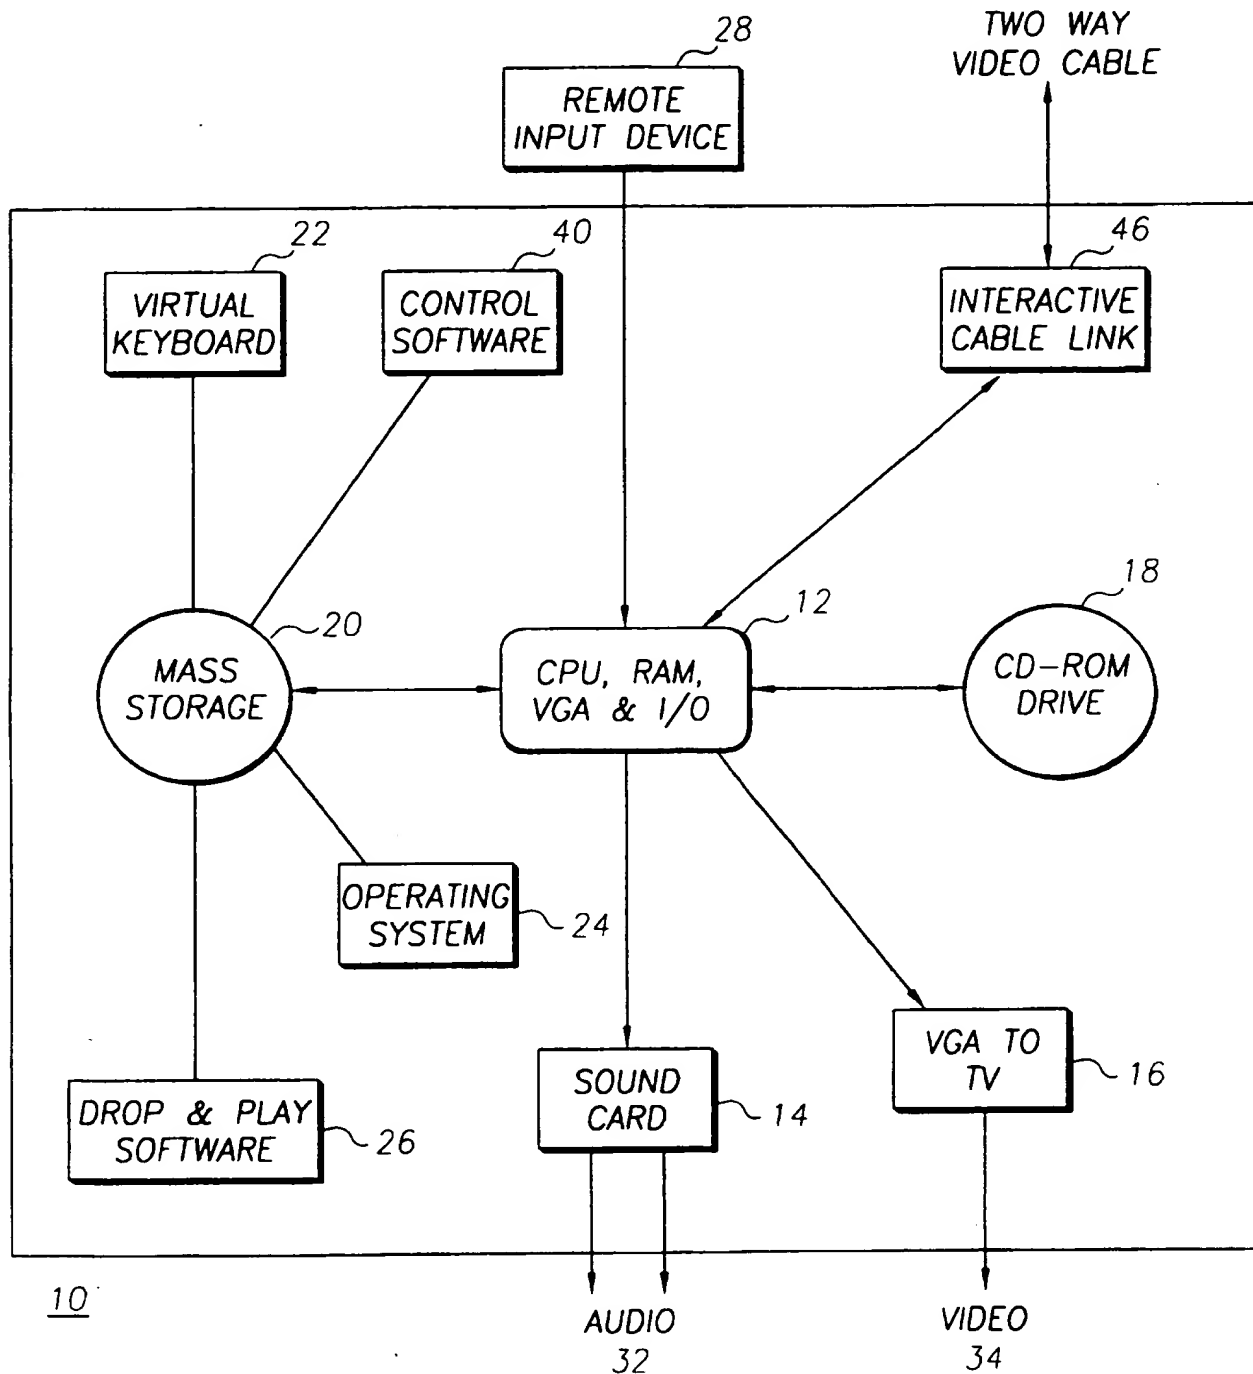 28
TWO WAY
VIDEO CABLE
REMOTE
INPUT DEVICE
22
40
46
VIRTUAL
KEYBOARD
CONTROL
SOFTWARE
INTERACTIVE
CABLE LINK
20
12
18
MASS
STORAGE
CPU, RAM,
VGA & I/O
CD-ROM
DRIVE
OPERATING
SYSTEM
24
VGA TO
TV
16
SOUND
CARD
14
DROP & PLAY
SOFTWARE
26
10
AUDIO
32
VIDEO
34